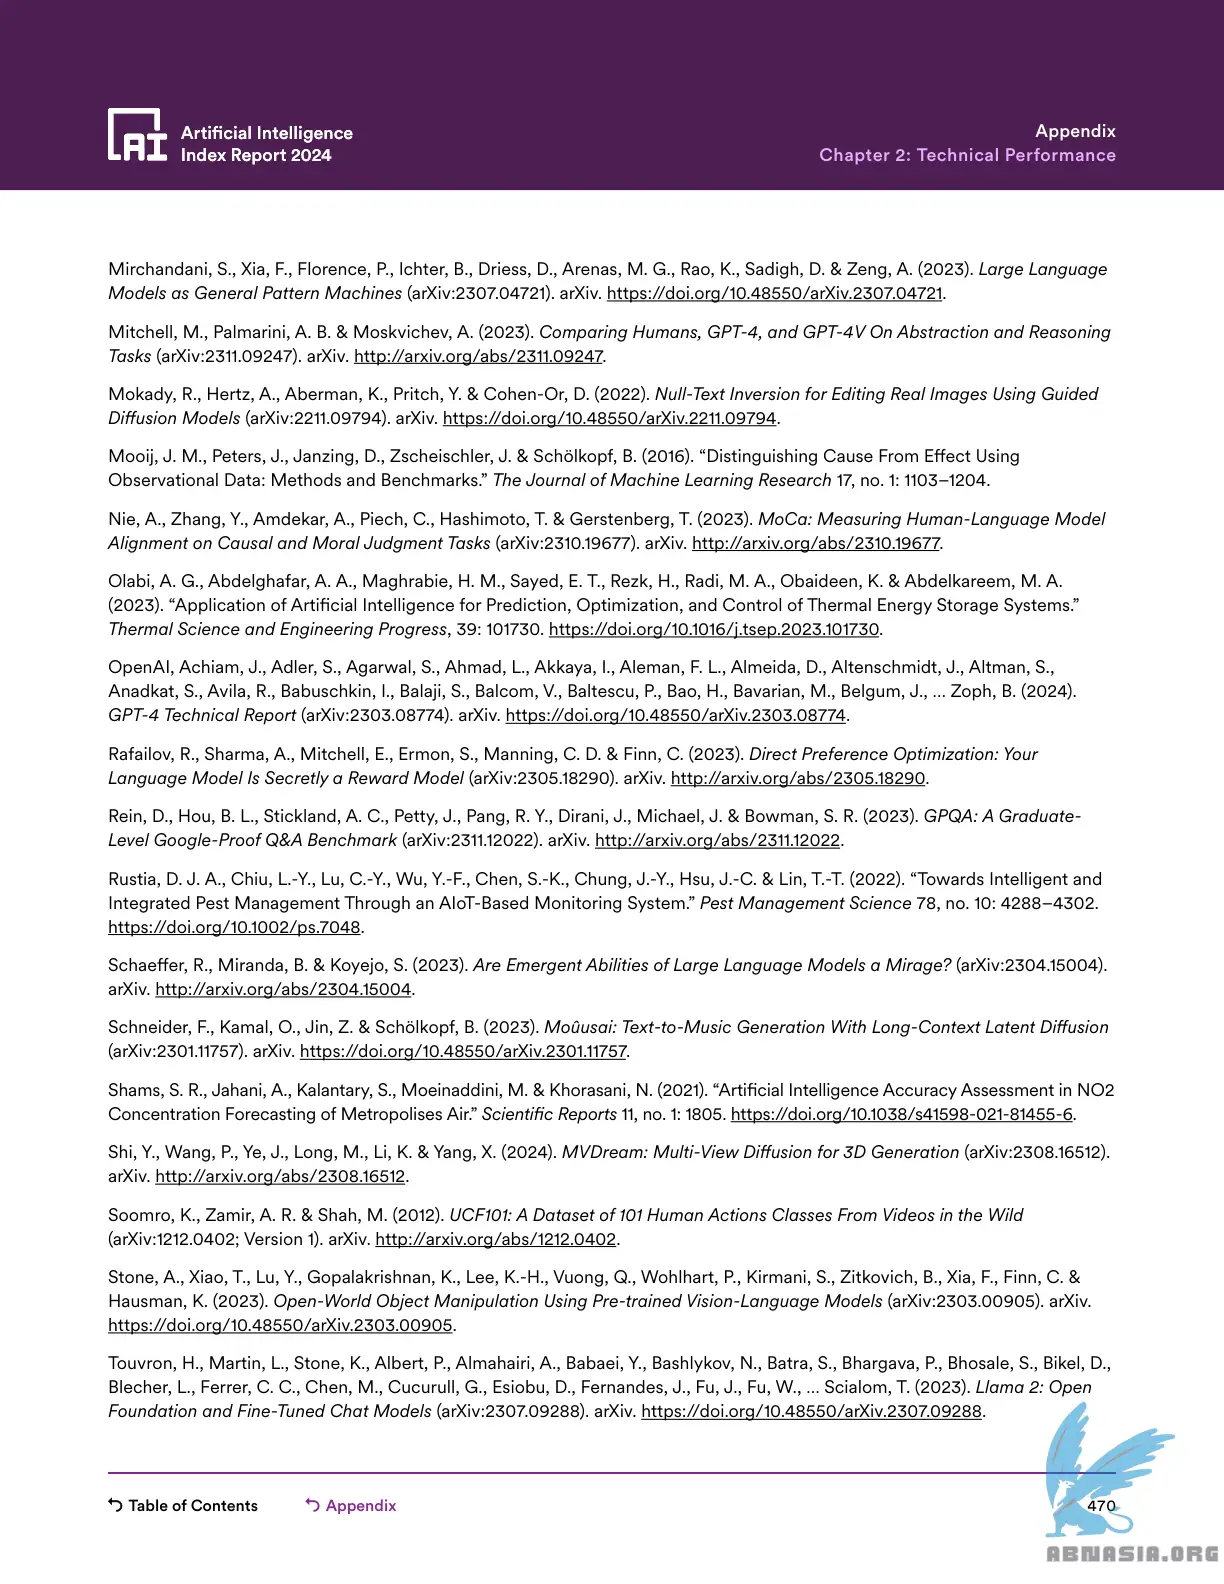 Artificial Intelligence
Index Report 2024
Appendix
Chapter 2: Technical Performance
Mirchandani, S., Xia, F., Florence, P., Ichter, B., Driess, D., Arenas, M. G., Rao, K., Sadigh, D. & Zeng, A. (2023). Large Language
Models as General Pattern Machines (arXiv:2307.04721). arXiv. https://doi.org/10.48550/arXiv.2307.04721.
Mitchell, M., Palmarini, A. B. & Moskvichev, A. (2023). Comparing Humans, GPT-4, and GPT-4V On Abstraction and Reasoning
Tasks (arXiv:2311.09247). arXiv. http://arxiv.org/abs/2311.09247.
Mokady, R., Hertz, A., Aberman, K., Pritch, Y. & Cohen-Or, D. (2022). Null-Text Inversion for Editing Real Images Using Guided
Diffusion Models (arXiv:2211.09794). arXiv. https://doi.org/10.48550/arXiv.2211.09794.
Mooij, J. M., Peters, J., Janzing, D., Zscheischler, J. & Schölkopf, B. (2016). “Distinguishing Cause From Effect Using
Observational Data: Methods and Benchmarks.” The Journal of Machine Learning Research 17, no. 1: 1103–1204.
Nie, A., Zhang, Y., Amdekar, A., Piech, C., Hashimoto, T. & Gerstenberg, T. (2023). MoCa: Measuring Human-Language Model
Alignment on Causal and Moral Judgment Tasks (arXiv:2310.19677). arXiv. http://arxiv.org/abs/2310.19677.
Olabi, A. G., Abdelghafar, A. A., Maghrabie, H. M., Sayed, E. T., Rezk, H., Radi, M. A., Obaideen, K. & Abdelkareem, M. A.
(2023). “Application of Artificial Intelligence for Prediction, Optimization, and Control of Thermal Energy Storage Systems.”
Thermal Science and Engineering Progress, 39: 101730. https://doi.org/10.1016/j.tsep.2023.101730.
OpenAI, Achiam, J., Adler, S., Agarwal, S., Ahmad, L., Akkaya, I., Aleman, F. L., Almeida, D., Altenschmidt, J., Altman, S.,
Anadkat, S., Avila, R., Babuschkin, I., Balaji, S., Balcom, V., Baltescu, P., Bao, H., Bavarian, M., Belgum, J., … Zoph, B. (2024).
GPT-4 Technical Report (arXiv:2303.08774). arXiv. https://doi.org/10.48550/arXiv.2303.08774.
Rafailov, R., Sharma, A., Mitchell, E., Ermon, S., Manning, C. D. & Finn, C. (2023). Direct Preference Optimization: Your
Language Model Is Secretly a Reward Model (arXiv:2305.18290). arXiv. http://arxiv.org/abs/2305.18290.
Rein, D., Hou, B. L., Stickland, A. C., Petty, J., Pang, R. Y., Dirani, J., Michael, J. & Bowman, S. R. (2023). GPQA: A Graduate-
Level Google-Proof Q&A Benchmark (arXiv:2311.12022). arXiv. http://arxiv.org/abs/2311.12022.
Rustia, D. J. A., Chiu, L.-Y., Lu, C.-Y., Wu, Y.-F., Chen, S.-K., Chung, J.-Y., Hsu, J.-C. & Lin, T.-T. (2022). “Towards Intelligent and
Integrated Pest Management Through an AIoT-Based Monitoring System.” Pest Management Science 78, no. 10: 4288–4302.
https://doi.org/10.1002/ps.7048.
Schaeffer, R., Miranda, B. & Koyejo, S. (2023). Are Emergent Abilities of Large Language Models a Mirage? (arXiv:2304.15004).
arXiv. http://arxiv.org/abs/2304.15004.
Schneider, F., Kamal, O., Jin, Z. & Schölkopf, B. (2023). Moûusai: Text-to-Music Generation With Long-Context Latent Diffusion
(arXiv:2301.11757). arXiv. https://doi.org/10.48550/arXiv.2301.11757.
Shams, S. R., Jahani, A., Kalantary, S., Moeinaddini, M. & Khorasani, N. (2021). “Artificial Intelligence Accuracy Assessment in NO2
Concentration Forecasting of Metropolises Air.” Scientific Reports 11, no. 1: 1805. https://doi.org/10.1038/s41598-021-81455-6.
Shi, Y., Wang, P., Ye, J., Long, M., Li, K. & Yang, X. (2024). MVDream: Multi-View Diffusion for 3D Generation (arXiv:2308.16512).
arXiv. http://arxiv.org/abs/2308.16512.
Soomro, K., Zamir, A. R. & Shah, M. (2012). UCF101: A Dataset of 101 Human Actions Classes From Videos in the Wild
(arXiv:1212.0402; Version 1). arXiv. http://arxiv.org/abs/1212.0402.
Stone, A., Xiao, T., Lu, Y., Gopalakrishnan, K., Lee, K.-H., Vuong, Q., Wohlhart, P., Kirmani, S., Zitkovich, B., Xia, F., Finn, C. &
Hausman, K. (2023). Open-World Object Manipulation Using Pre-trained Vision-Language Models (arXiv:2303.00905). arXiv.
https://doi.org/10.48550/arXiv.2303.00905.
Touvron, H., Martin, L., Stone, K., Albert, P., Almahairi, A., Babaei, Y., Bashlykov, N., Batra, S., Bhargava, P., Bhosale, S., Bikel, D.,
Blecher, L., Ferrer, C. C., Chen, M., Cucurull, G., Esiobu, D., Fernandes, J., Fu, J., Fu, W., … Scialom, T. (2023). Llama 2: Open
Foundation and Fine-Tuned Chat Models (arXiv:2307.09288). arXiv. https://doi.org/10.48550/arXiv.2307.09288.
Table of Contents
Appendix
470
ABNASIA.ORG